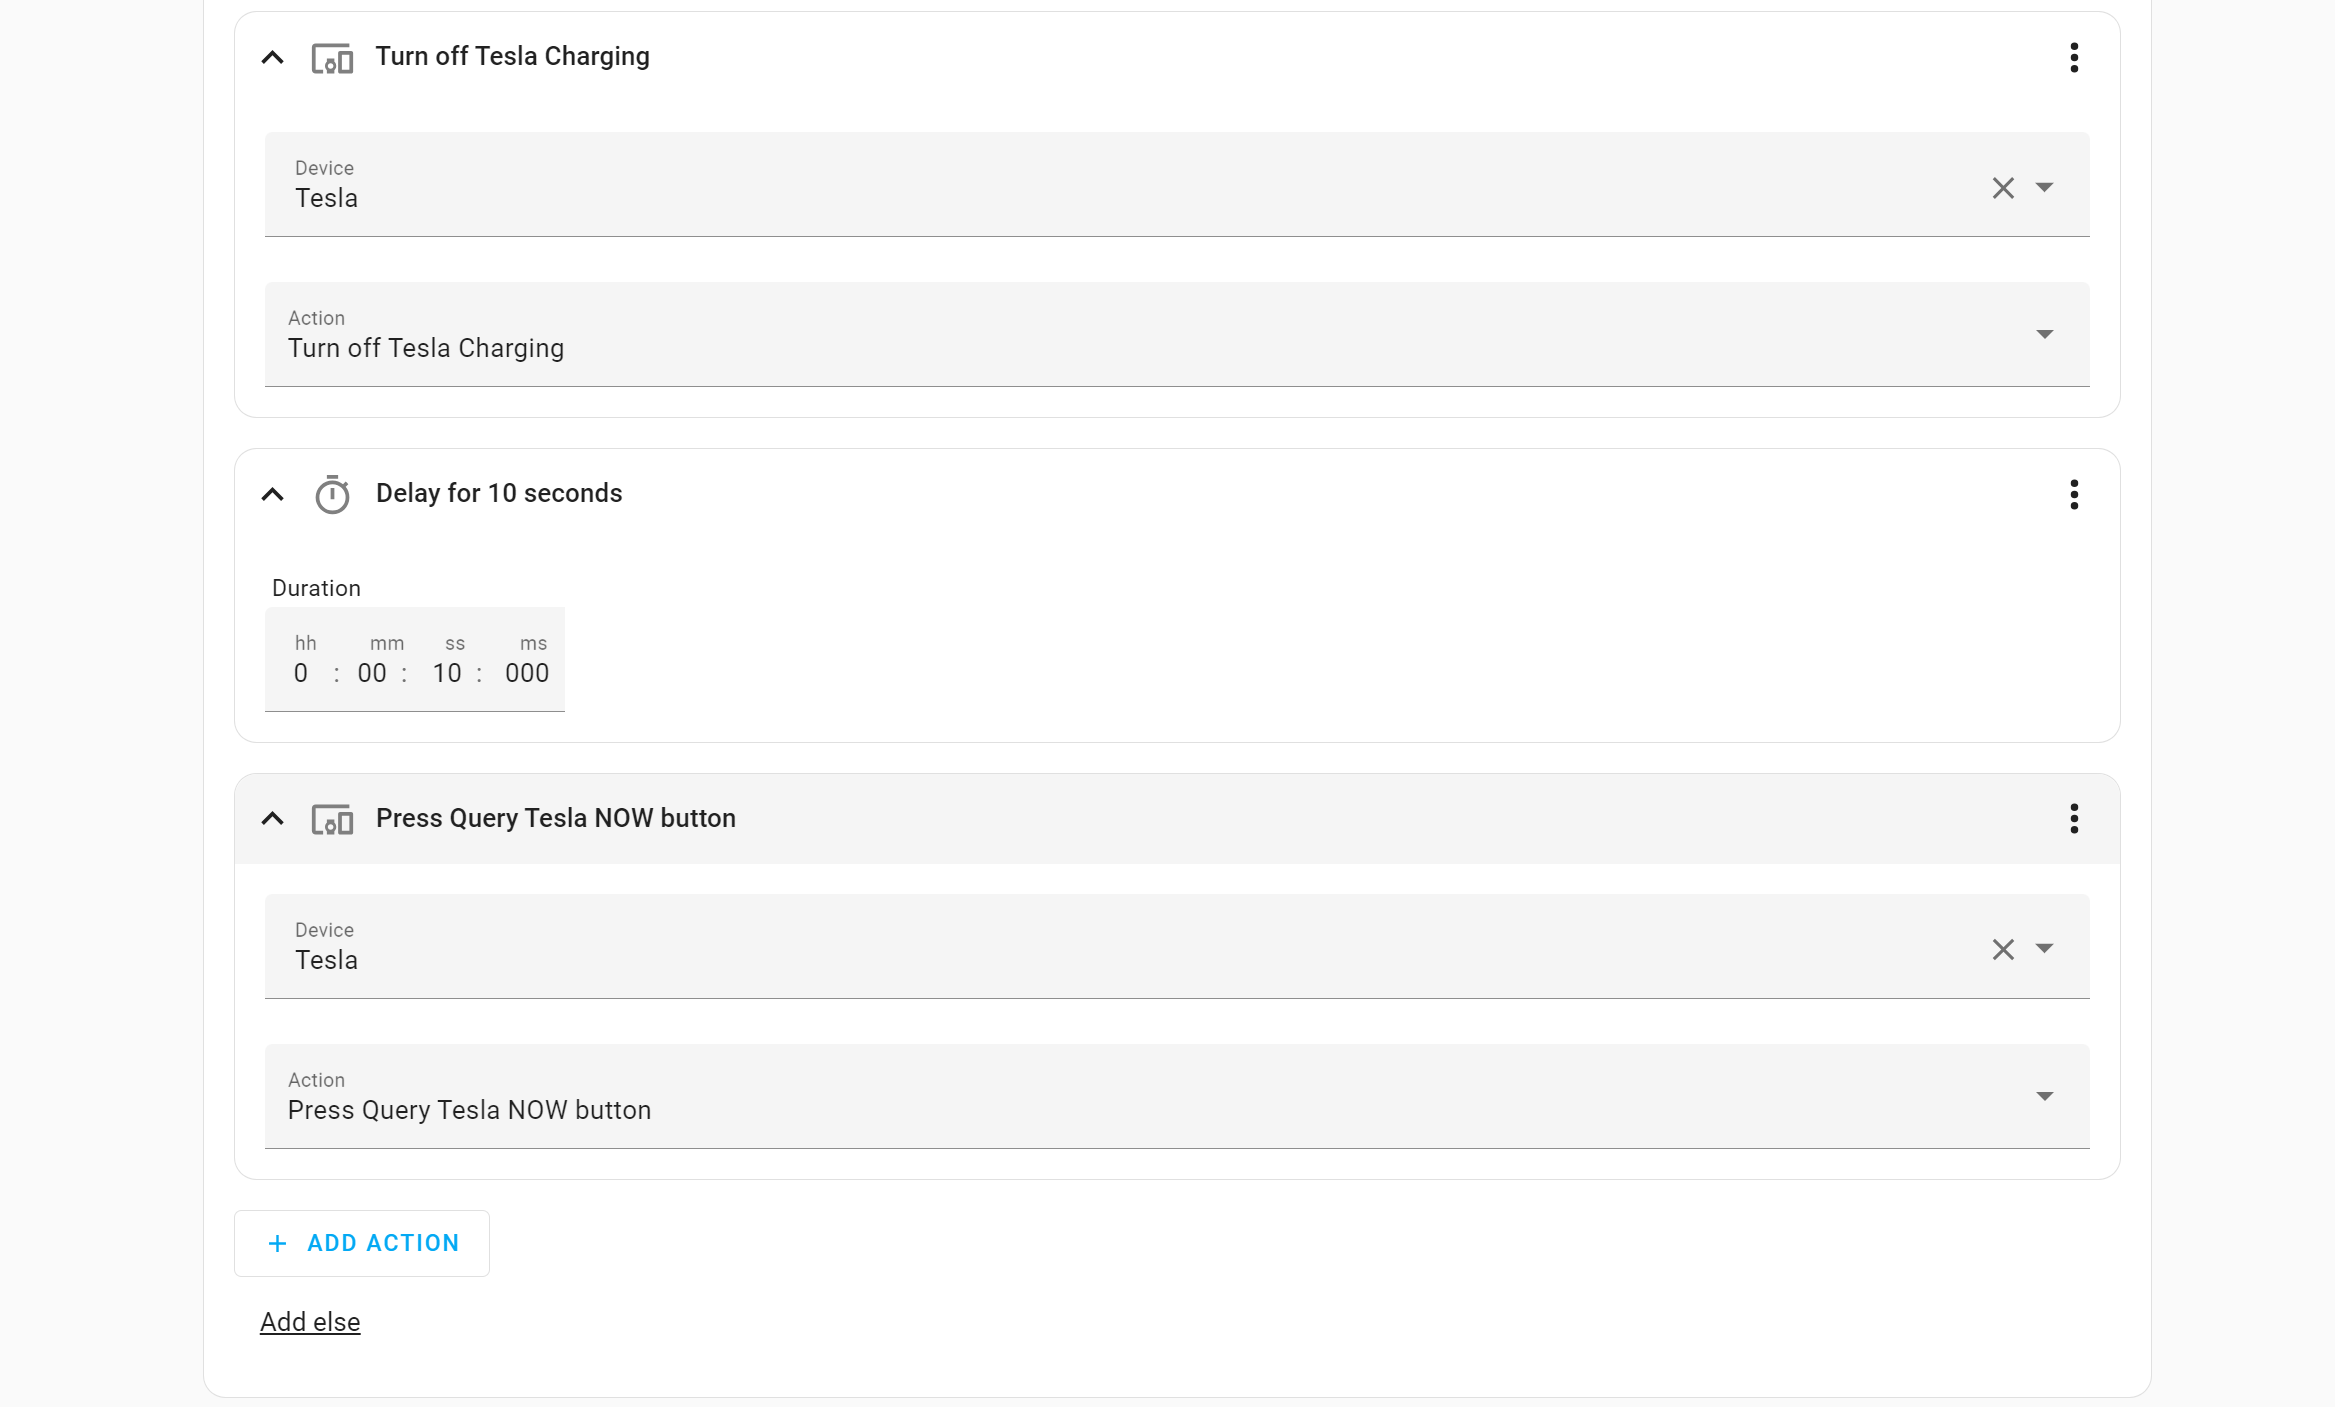 Turn off Tesla Charging
Device
Tesla
Action
Turn off Tesla Charging
Delay for 10 seconds
Duration
hh mm ss ms
0 : 00 : 10 : 000
Press Query Tesla NOW button
Device
Tesla
Action
Press Query Tesla NOW button
+ ADD ACTION
Add else